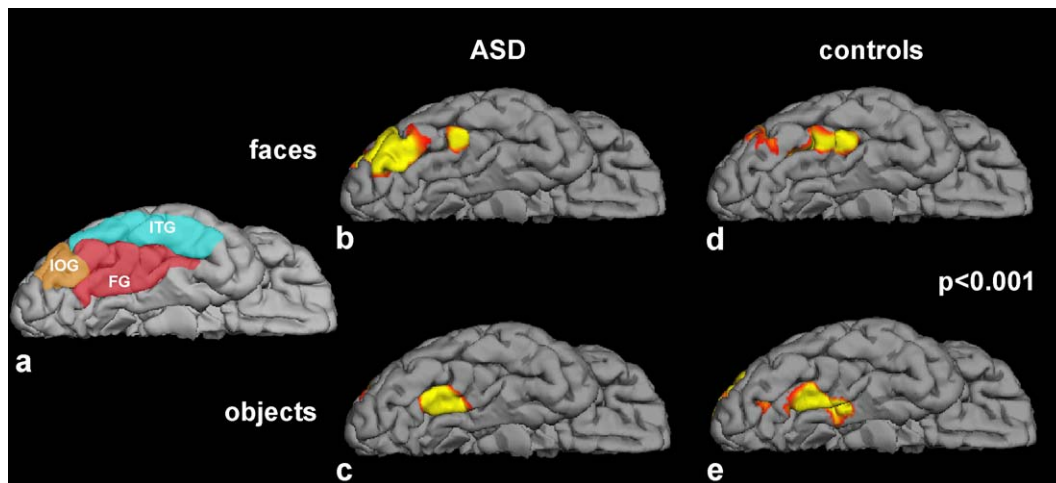 ASD
controls
faces
b
d
ITG
IOG
FG
a
p<0.001
objects
c
e